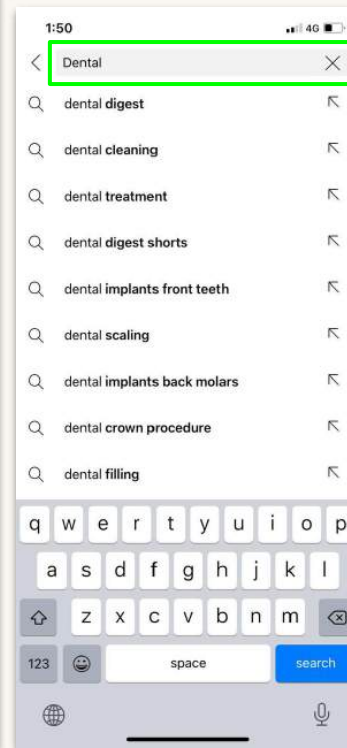 1:50 4G
Dental
dental digest
dental cleaning
dental treatment
dental digest shorts
dental implants front teeth
dental scaling
dental implants back molars
dental crown procedure
dental filling
q w e r t y u i o p
a s d f g h j k l
z x c v b n m
123 space search